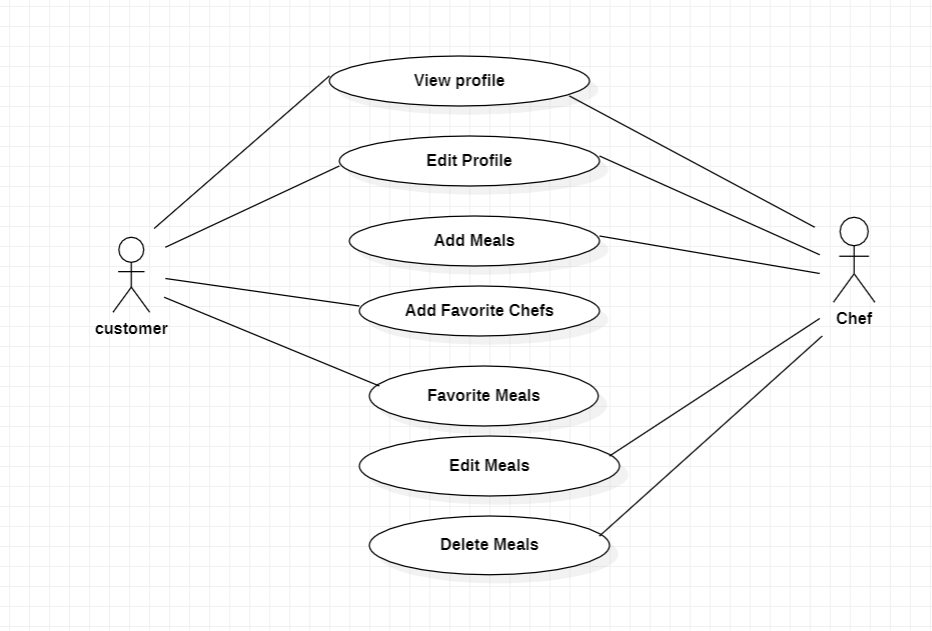 View profile
Edit Profile
Add Meals
Add Favorite Chefs
customer
Chef
Favorite Meals
Edit Meals
Delete Meals